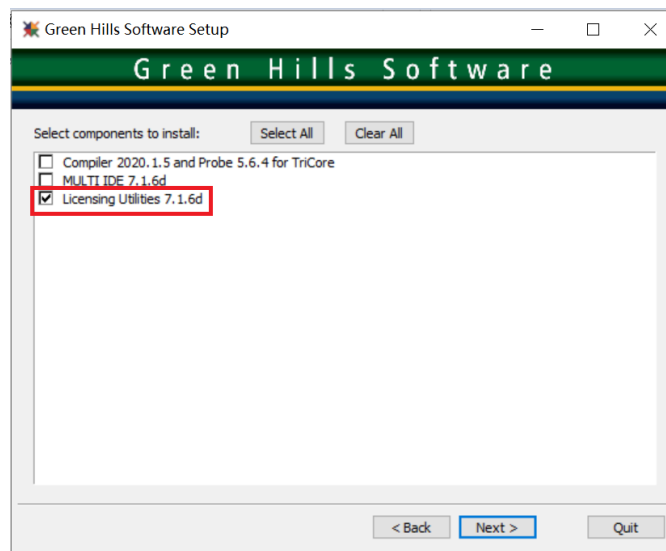 Green Hills Software Setup
Green Hills Software
Select components to install: Select All Clear All
Compiler 2020.1.5 and Probe 5.6.4 for TriCore
MULTI IDE 7.1.6d
Licensing Utilities 7.1.6d
< Back Next > Quit